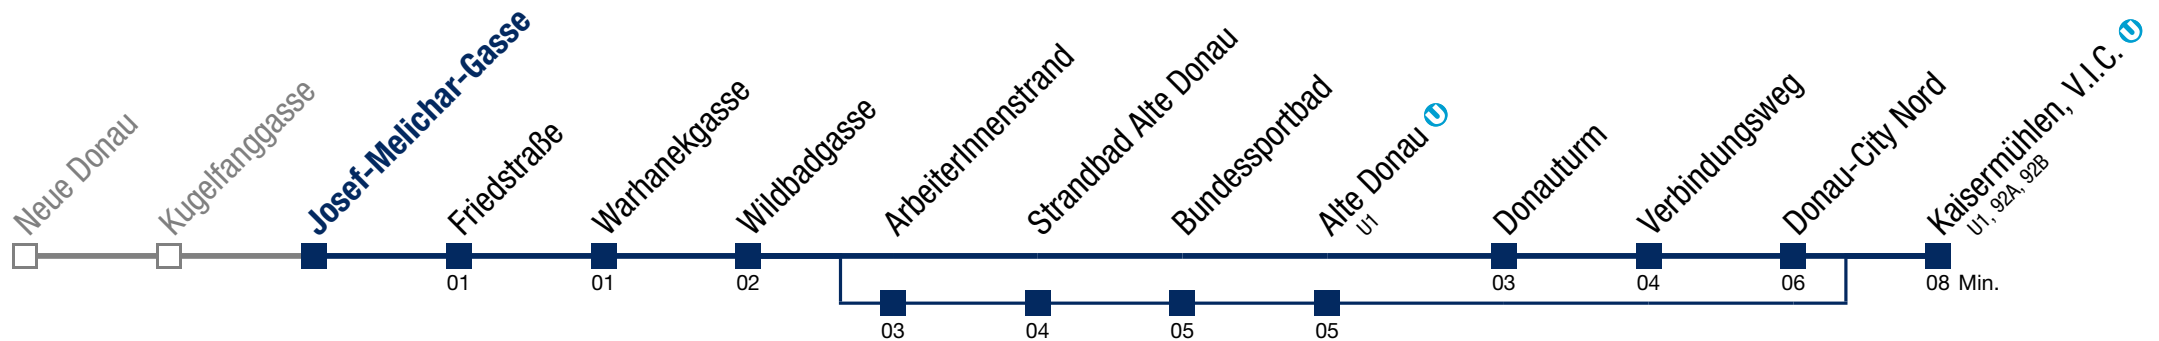 Neue Donau
Kugelfanggasse
Josef-Melichar-Gasse
Friedstraße
Warhanekgasse
Wildbadgasse
ArbeiterInnenstrand
Strandbad Alte Donau
Bundessportbad
Alte Donau U
U1
Donauturm
Verbindungsweg
Donau-City Nord
Kaisermühlen, V.I.C. U
U1, 92A, 92B
01 01 02 03 04 06 08 Min.
03 04 05 05